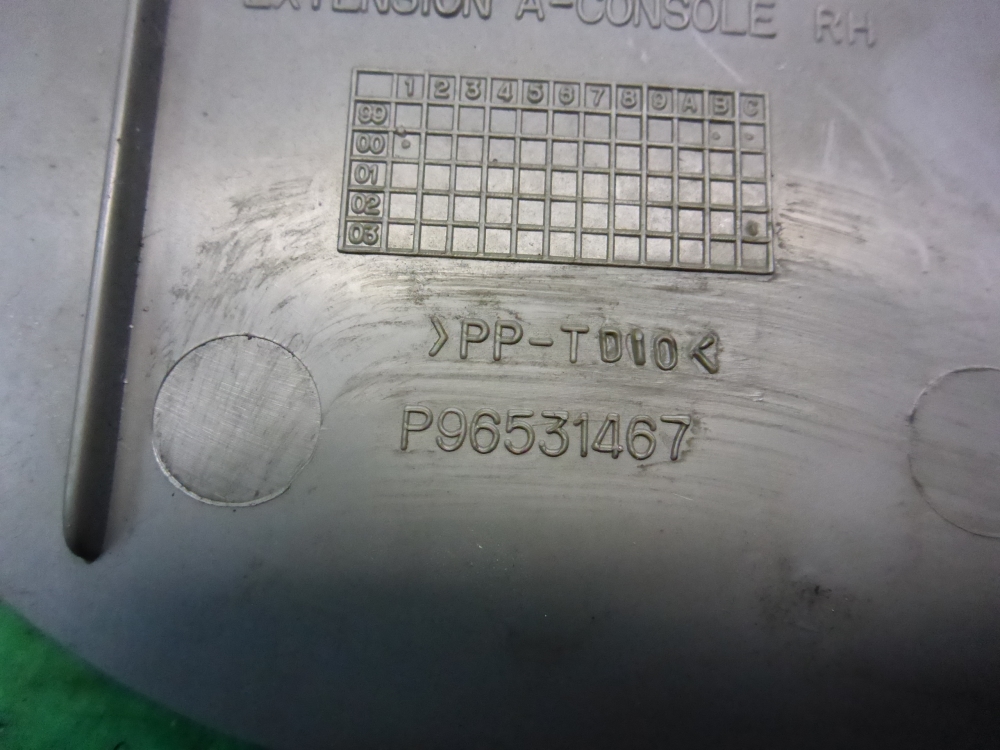 EXTENSION A-CONSOLE RH
1 2 3 4 5 6 7 8 9 A B C
99
00
01
02
03
>PP-TD10<
P96531467